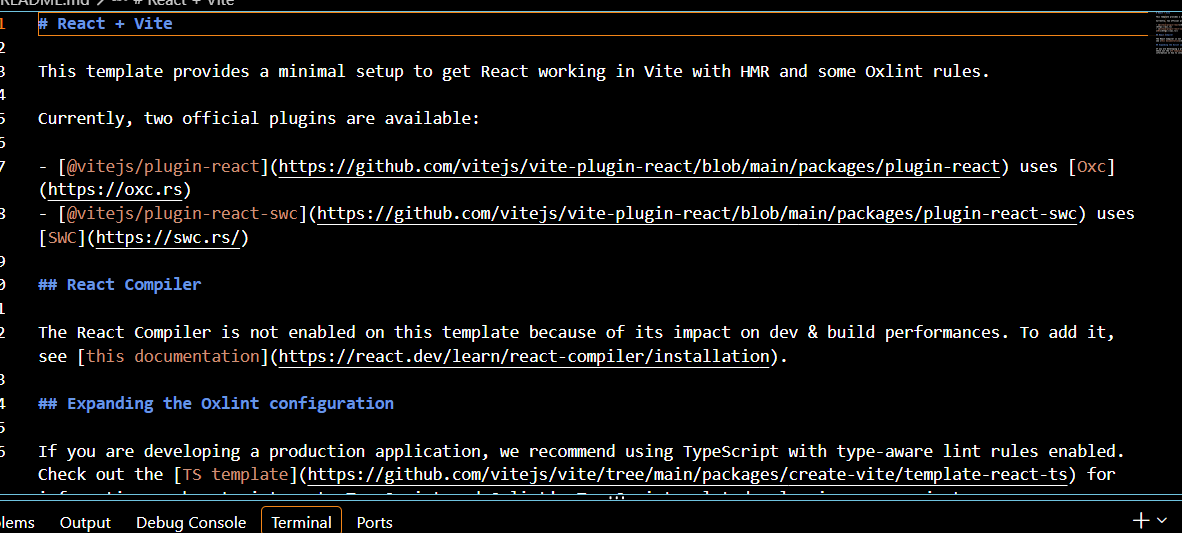 README.md > # React + Vite
1 # React + Vite
2
3 This template provides a minimal setup to get React working in Vite with HMR and some Oxlint rules.
4
5 Currently, two official plugins are available:
6
7 - [@vitejs/plugin-react](https://github.com/vitejs/vite-plugin-react/blob/main/packages/plugin-react) uses [Oxc]
(https://oxc.rs)
8 - [@vitejs/plugin-react-swc](https://github.com/vitejs/vite-plugin-react/blob/main/packages/plugin-react-swc) uses
[SWC](https://swc.rs/)
9
0 ## React Compiler
1
2 The React Compiler is not enabled on this template because of its impact on dev & build performances. To add it,
see [this documentation](https://react.dev/learn/react-compiler/installation).
3
4 ## Expanding the Oxlint configuration
5
6 If you are developing a production application, we recommend using TypeScript with type-aware lint rules enabled.
Check out the [TS template](https://github.com/vitejs/vite/tree/main/packages/create-vite/template-react-ts) for
lems Output Debug Console Terminal Ports